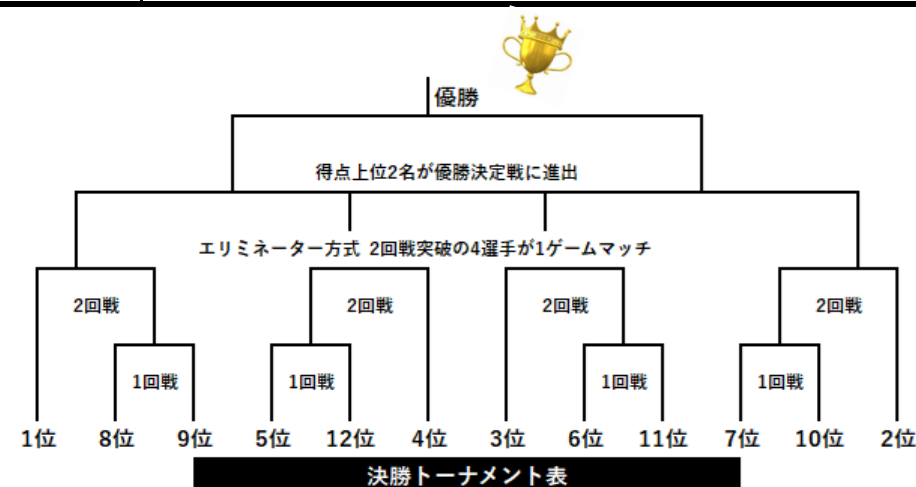 優勝
得点上位2名が優勝決定戦に進出
エリミネーター方式 2回戦突破の4選手が1ゲームマッチ
2回戦 2回戦 2回戦 2回戦
1回戦 1回戦 1回戦 1回戦
1位 8位 9位 5位 12位 4位 3位 6位 11位 7位 10位 2位
決勝トーナメント表